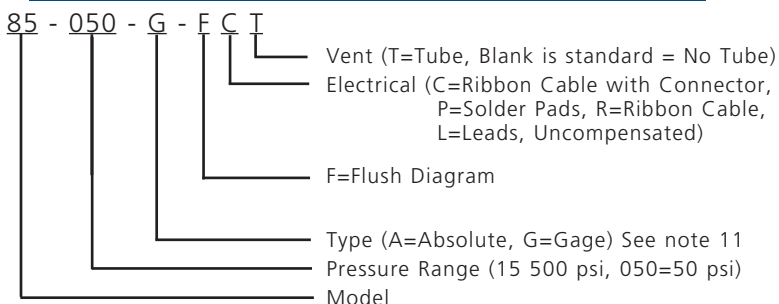 85 - 050 - G - F C T
Vent (T=Tube, Blank is standard = No Tube)
Electrical (C=Ribbon Cable with Connector,
P=Solder Pads, R=Ribbon Cable,
L=Leads, Uncompensated)
F=Flush Diagram
Type (A=Absolute, G=Gage) See note 11
Pressure Range (15 500 psi, 050=50 psi)
Model